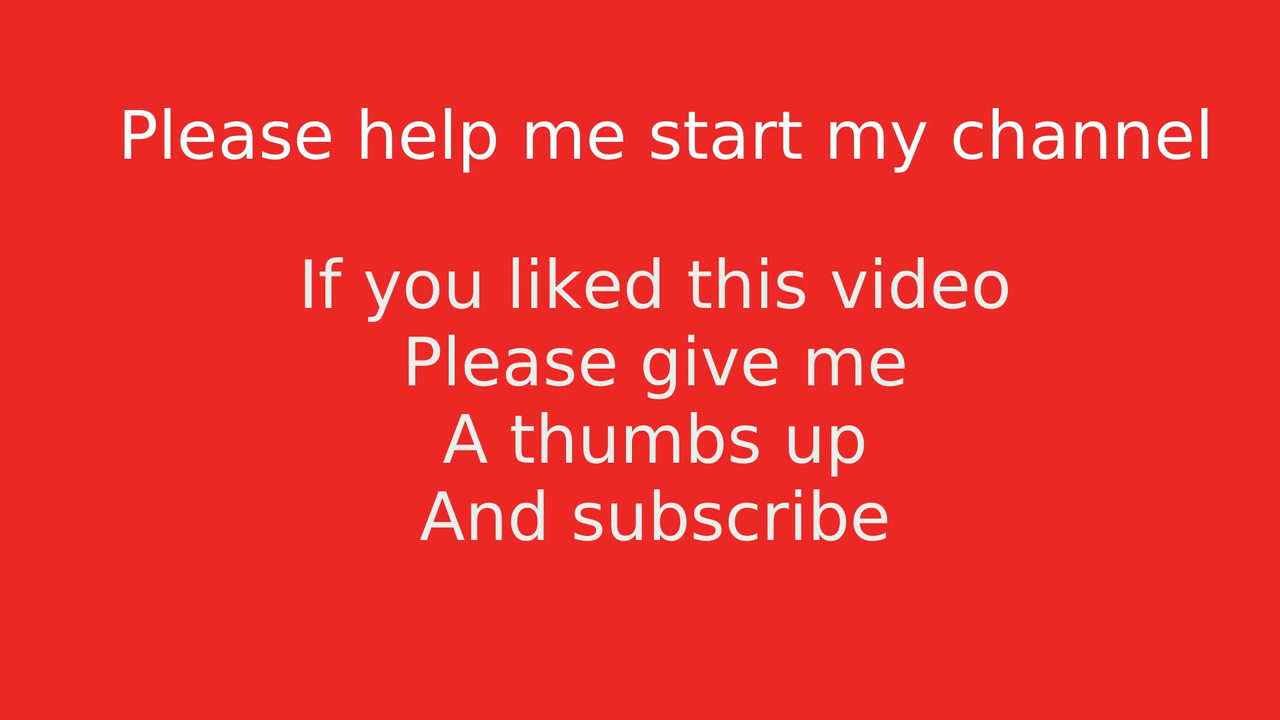 Please help me start my channel
If you liked this video
Please give me
A thumbs up
And subscribe